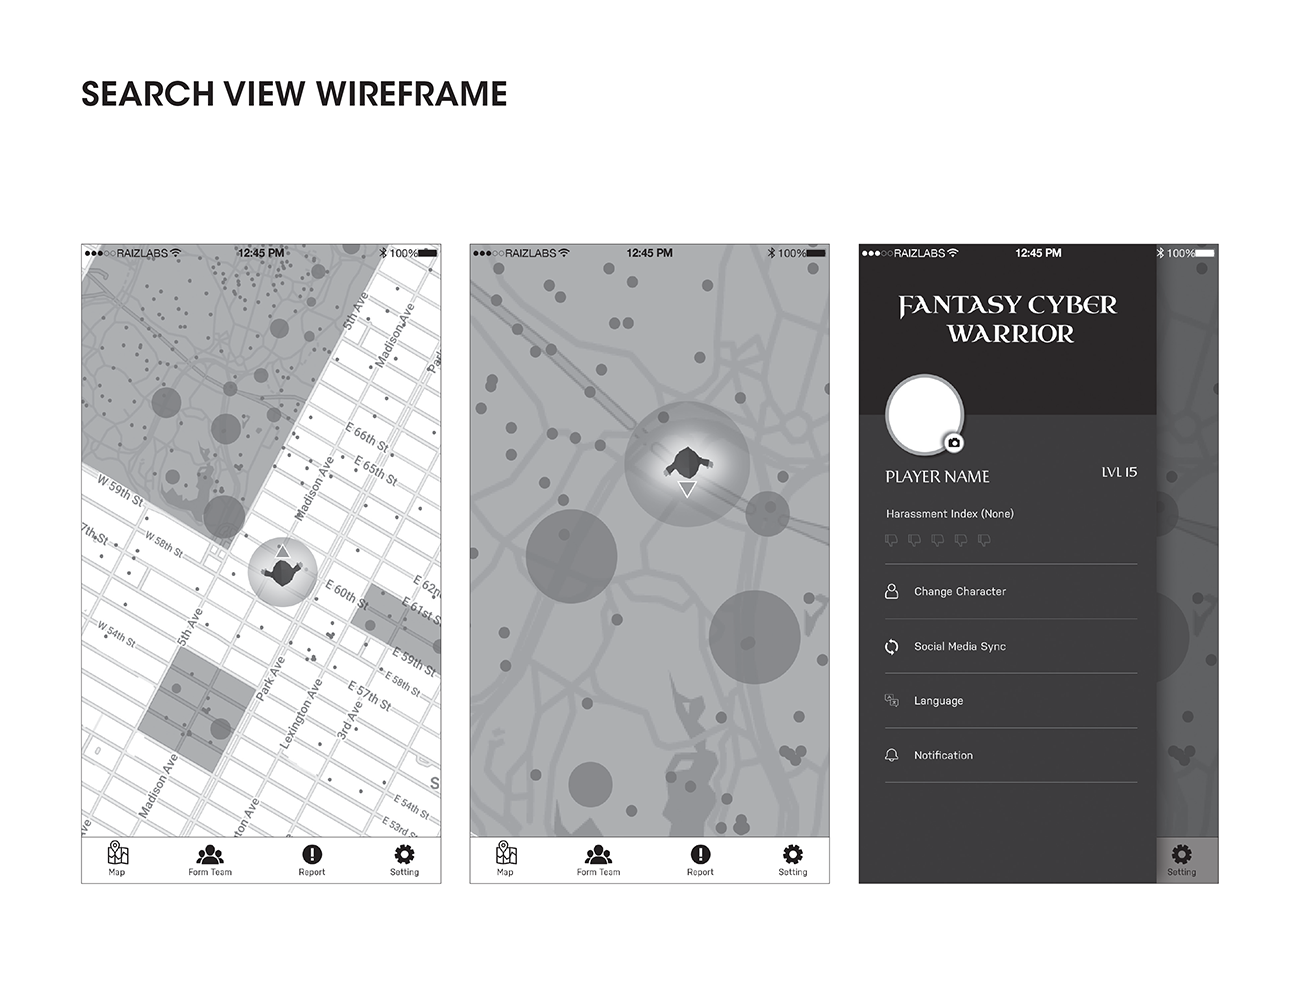 SEARCH VIEW WIREFRAME
RAIZLABS 12:45 PM 100%
5th Ave
Madison Ave
E 66th St
E 65th St
Madison Ave
W 59th St
7th St
W 58th St
E 60th St
E 62n
E 61st S
W 54th St
5th Ave
E 59th St
E 58th St
Park Ave
E 57th St
Lexington Ave
3rd Ave
Madison Ave
S
E 54th St
E 53rd S
ton Ave
ve
Map Form Team Report Setting
RAIZLABS 12:45 PM 100%
Map Form Team Report Setting
RAIZLABS 12:45 PM 100%
FANTASY CYBER
WARRIOR
PLAYER NAME LVL 15
Harassment Index (None)
Change Character
Social Media Sync
Language
Notification
Setting